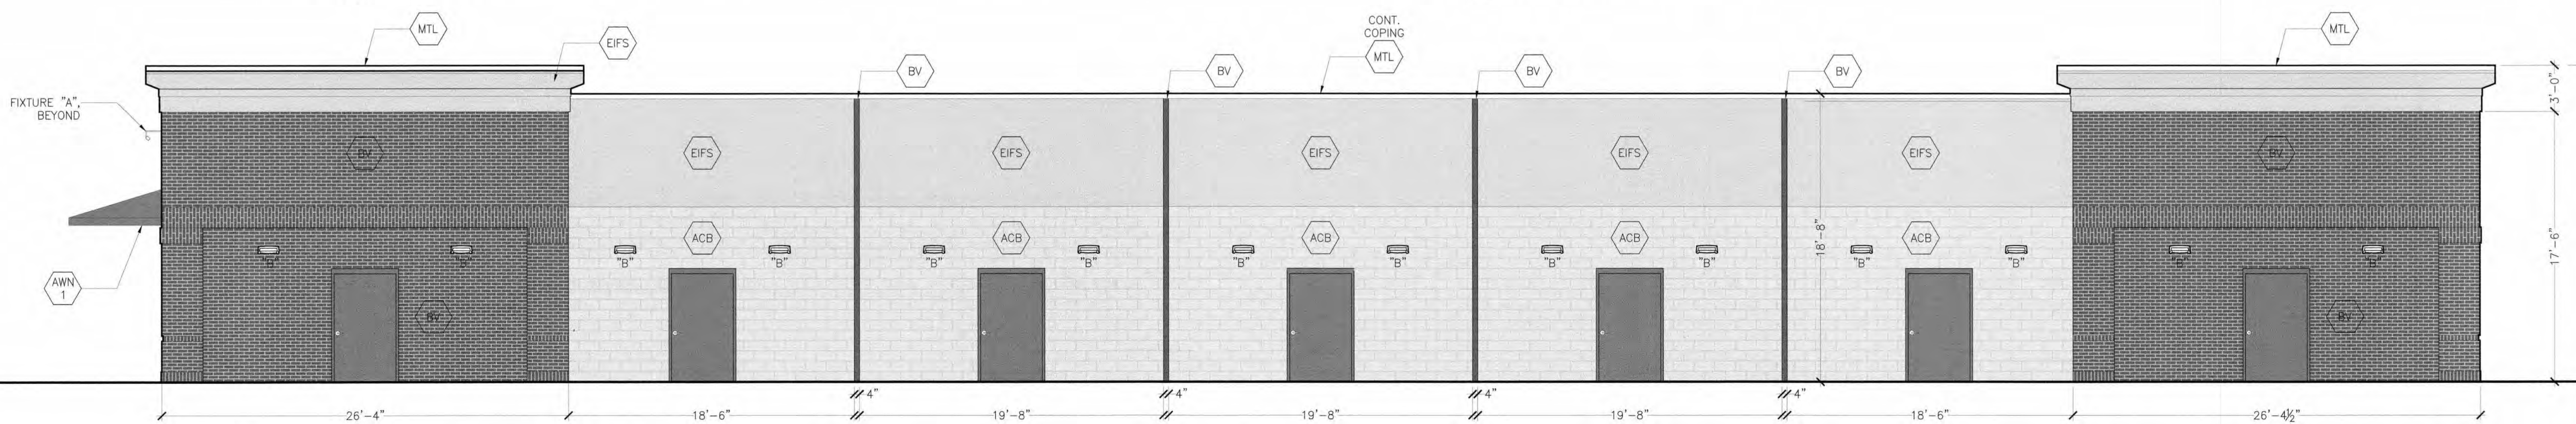 MTL
EIFS
CONT.
COPING
MTL
MTL
BV
BV
BV
BV
FIXTURE "A",
BEYOND
3'-0"
BV
EIFS
EIFS
EIFS
EIFS
EIFS
BV
ACB
ACB
ACB
ACB
ACB
18'-8"
17'-6"
"B"
"B"
"B"
"B"
"B"
"B"
"B"
"B"
"B"
"B"
"B"
"B"
"B"
"B"
AWN
1
BV
BV
4"
4"
4"
4"
26'-4"
18'-6"
19'-8"
19'-8"
19'-8"
18'-6"
26'-4½"